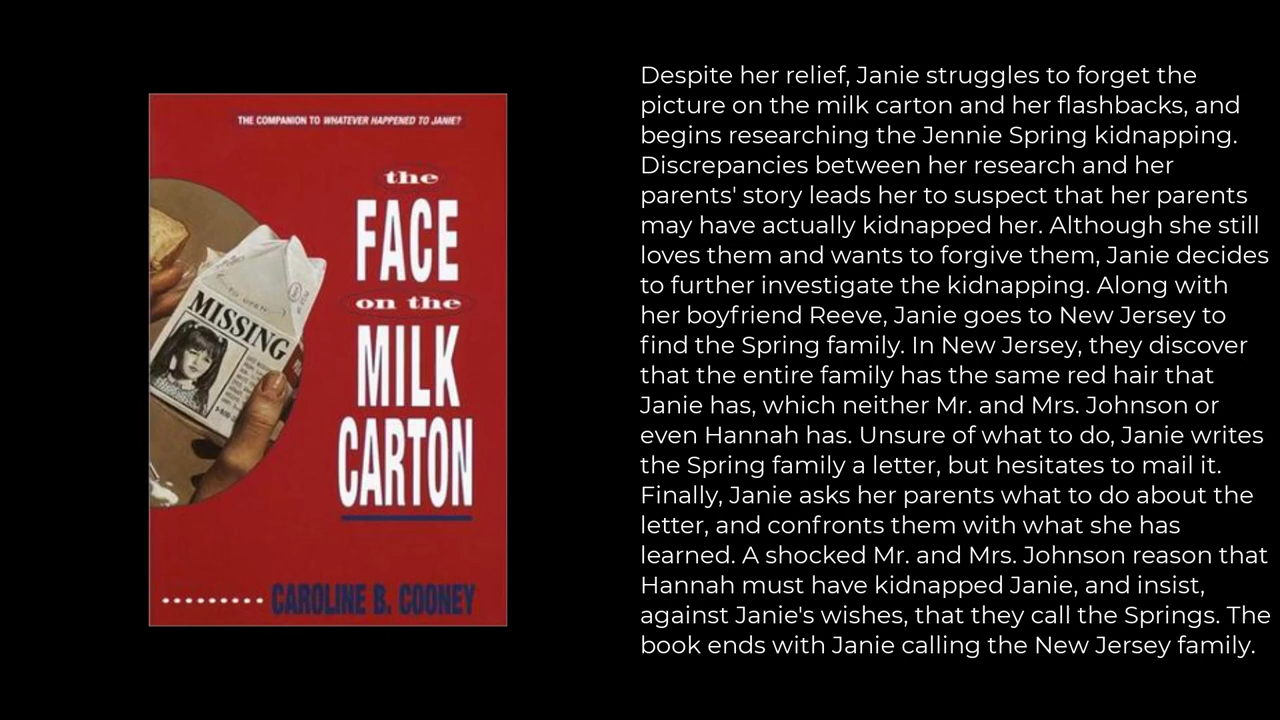 THE COMPANION TO WHATEVER HAPPENED TO JANIE?
the
FACE
on the
MILK
CARTON
MISSING
CAROLINE B. COONEY
Despite her relief, Janie struggles to forget the
picture on the milk carton and her flashbacks, and
begins researching the Jennie Spring kidnapping.
Discrepancies between her research and her
parents' story leads her to suspect that her parents
may have actually kidnapped her. Although she still
loves them and wants to forgive them, Janie decides
to further investigate the kidnapping. Along with
her boyfriend Reeve, Janie goes to New Jersey to
find the Spring family. In New Jersey, they discover
that the entire family has the same red hair that
Janie has, which neither Mr. and Mrs. Johnson or
even Hannah has. Unsure of what to do, Janie writes
the Spring family a letter, but hesitates to mail it.
Finally, Janie asks her parents what to do about the
letter, and confronts them with what she has
learned. A shocked Mr. and Mrs. Johnson reason that
Hannah must have kidnapped Janie, and insist,
against Janie's wishes, that they call the Springs. The
book ends with Janie calling the New Jersey family.